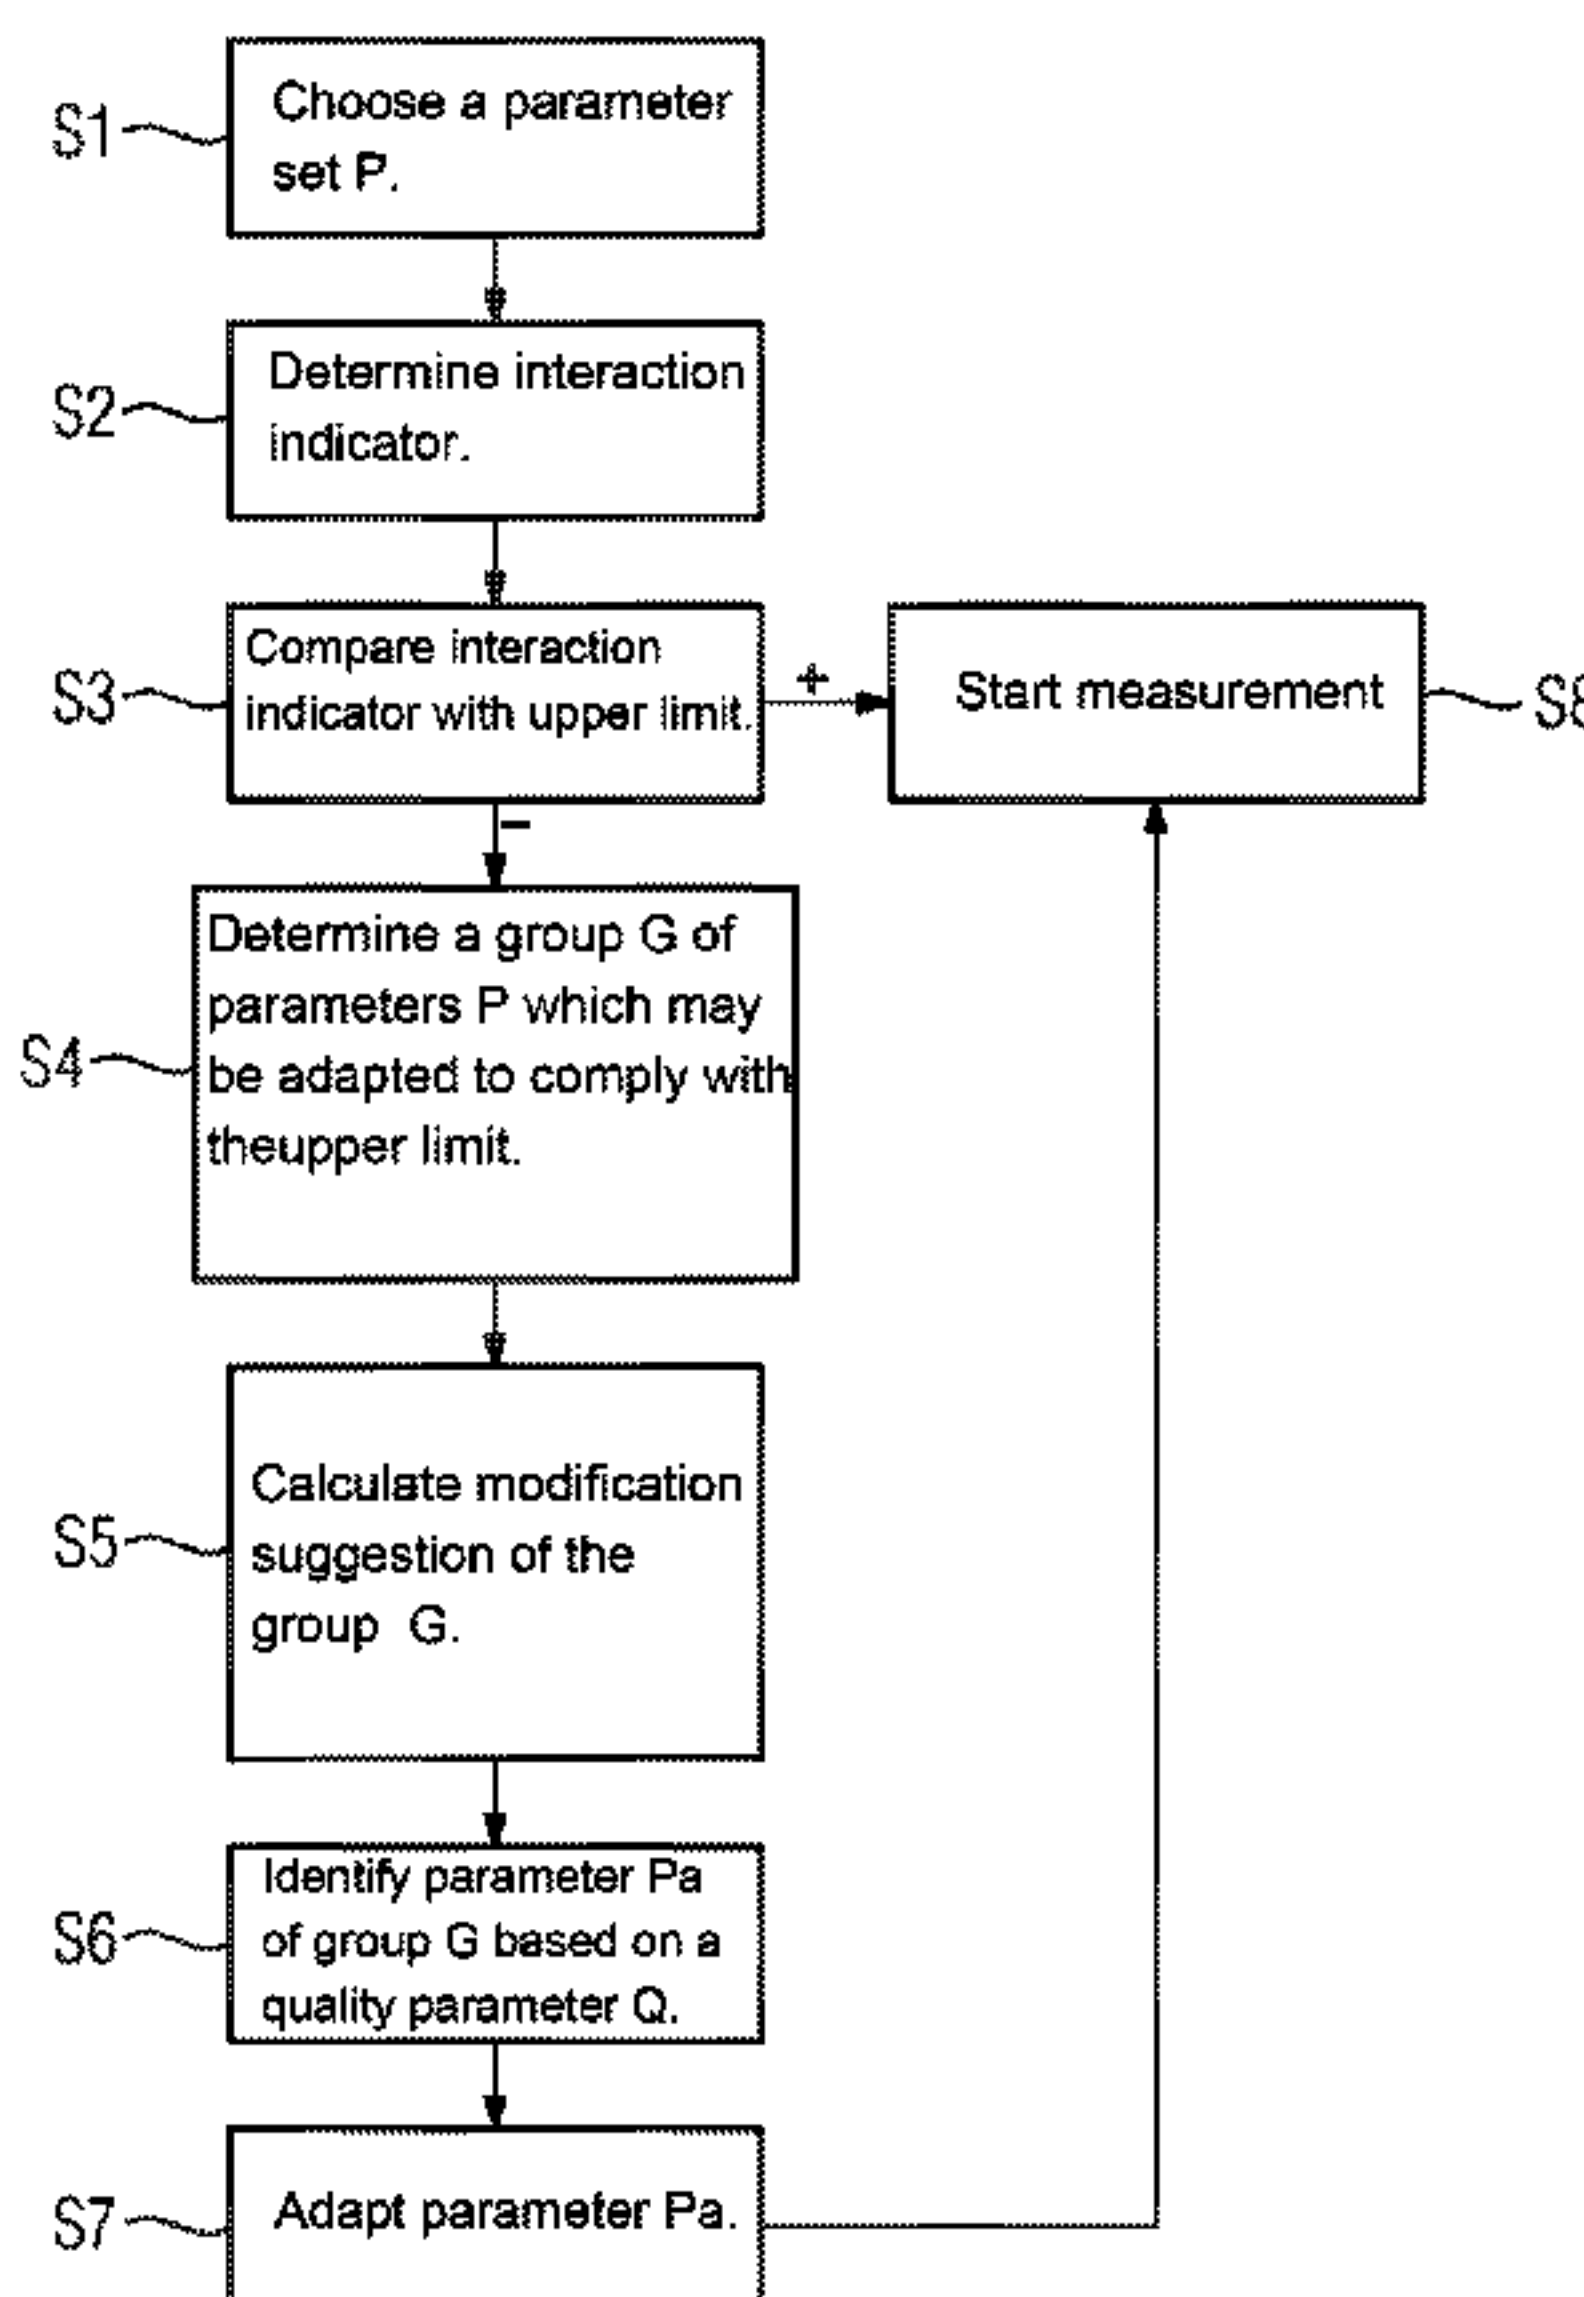 S1
Choose a parameter
set P.
S2
Determine interaction
indicator.
S3
Compare interaction
indicator with upper limit.
+
Start measurement
S8
-
S4
Determine a group G of
parameters P which may
be adapted to comply with
theupper limit.
S5
Calculate modification
suggestion of the
group G.
S6
Identify parameter Pa
of group G based on a
quality parameter Q.
S7
Adapt parameter Pa.